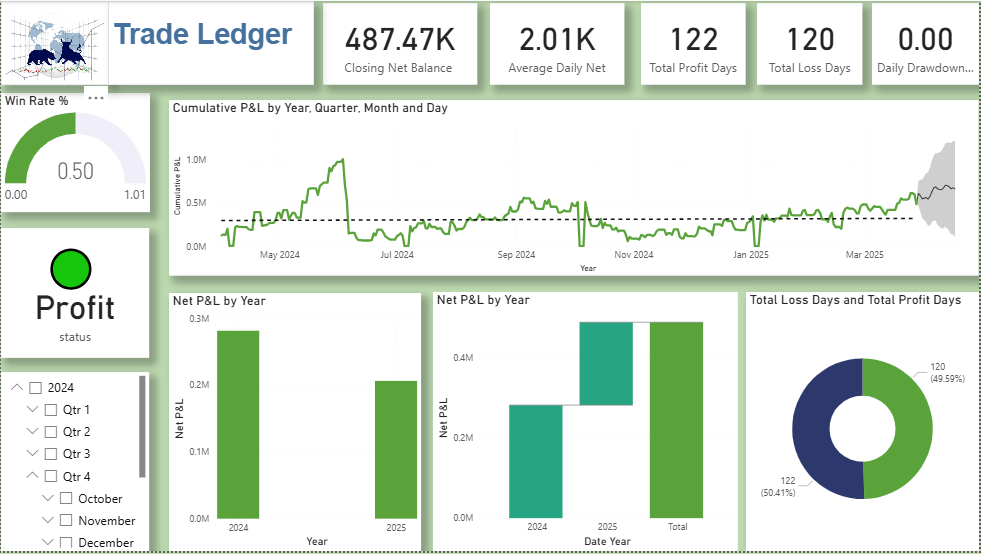 Trade Ledger
487.47K
Closing Net Balance
2.01K
Average Daily Net
122
Total Profit Days
120
Total Loss Days
0.00
Daily Drawdown...
Win Rate %
0.50
0.00
1.01
Profit
status
2024
Qtr 1
Qtr 2
Qtr 3
Qtr 4
October
November
December
Cumulative P&L by Year, Quarter, Month and Day
Cumulative P&L
1.0M
0.5M
0.0M
May 2024
Jul 2024
Sep 2024
Nov 2024
Jan 2025
Mar 2025
Year
Net P&L by Year
Net P&L
0.3M
0.2M
0.1M
0.0M
2024
2025
Year
Net P&L by Year
Net P&L
0.4M
0.2M
0.0M
2024
2025
Total
Date Year
Total Loss Days and Total Profit Days
120
(49.59%)
122
(50.41%)